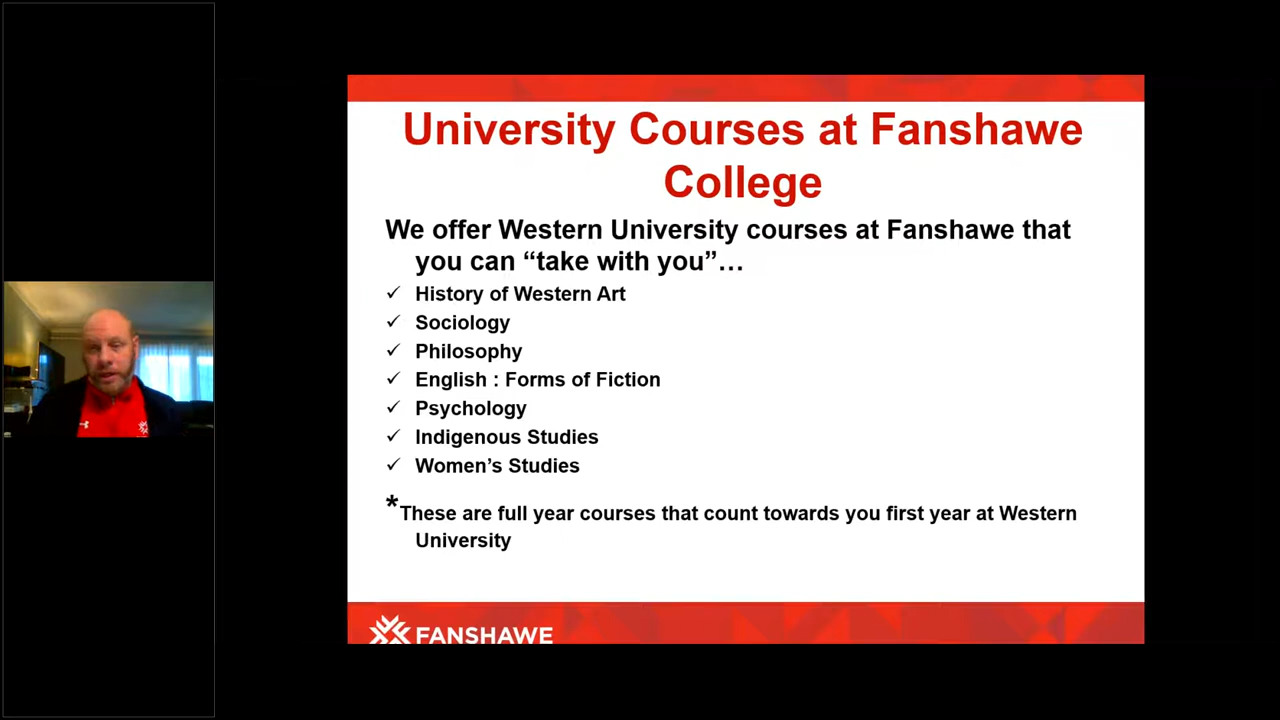 University Courses at Fanshawe
College
We offer Western University courses at Fanshawe that
you can “take with you”…
✓ History of Western Art
✓ Sociology
✓ Philosophy
✓ English : Forms of Fiction
✓ Psychology
✓ Indigenous Studies
✓ Women’s Studies
*These are full year courses that count towards you first year at Western
University
FANSHAWE